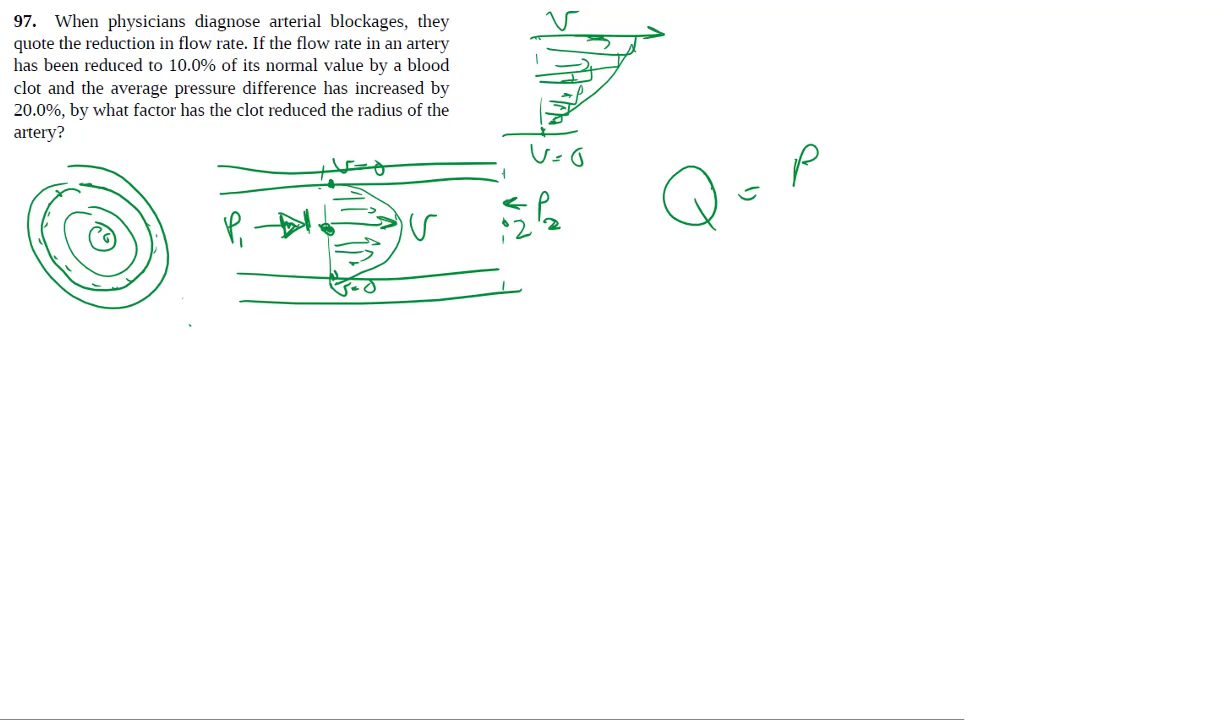 97. When physicians diagnose arterial blockages, they
quote the reduction in flow rate. If the flow rate in an artery
has been reduced to 10.0% of its normal value by a blood
clot and the average pressure difference has increased by
20.0%, by what factor has the clot reduced the radius of the
artery?
V
V = 0
V = 0
P1
V
P2
2
V = 0
Q = P